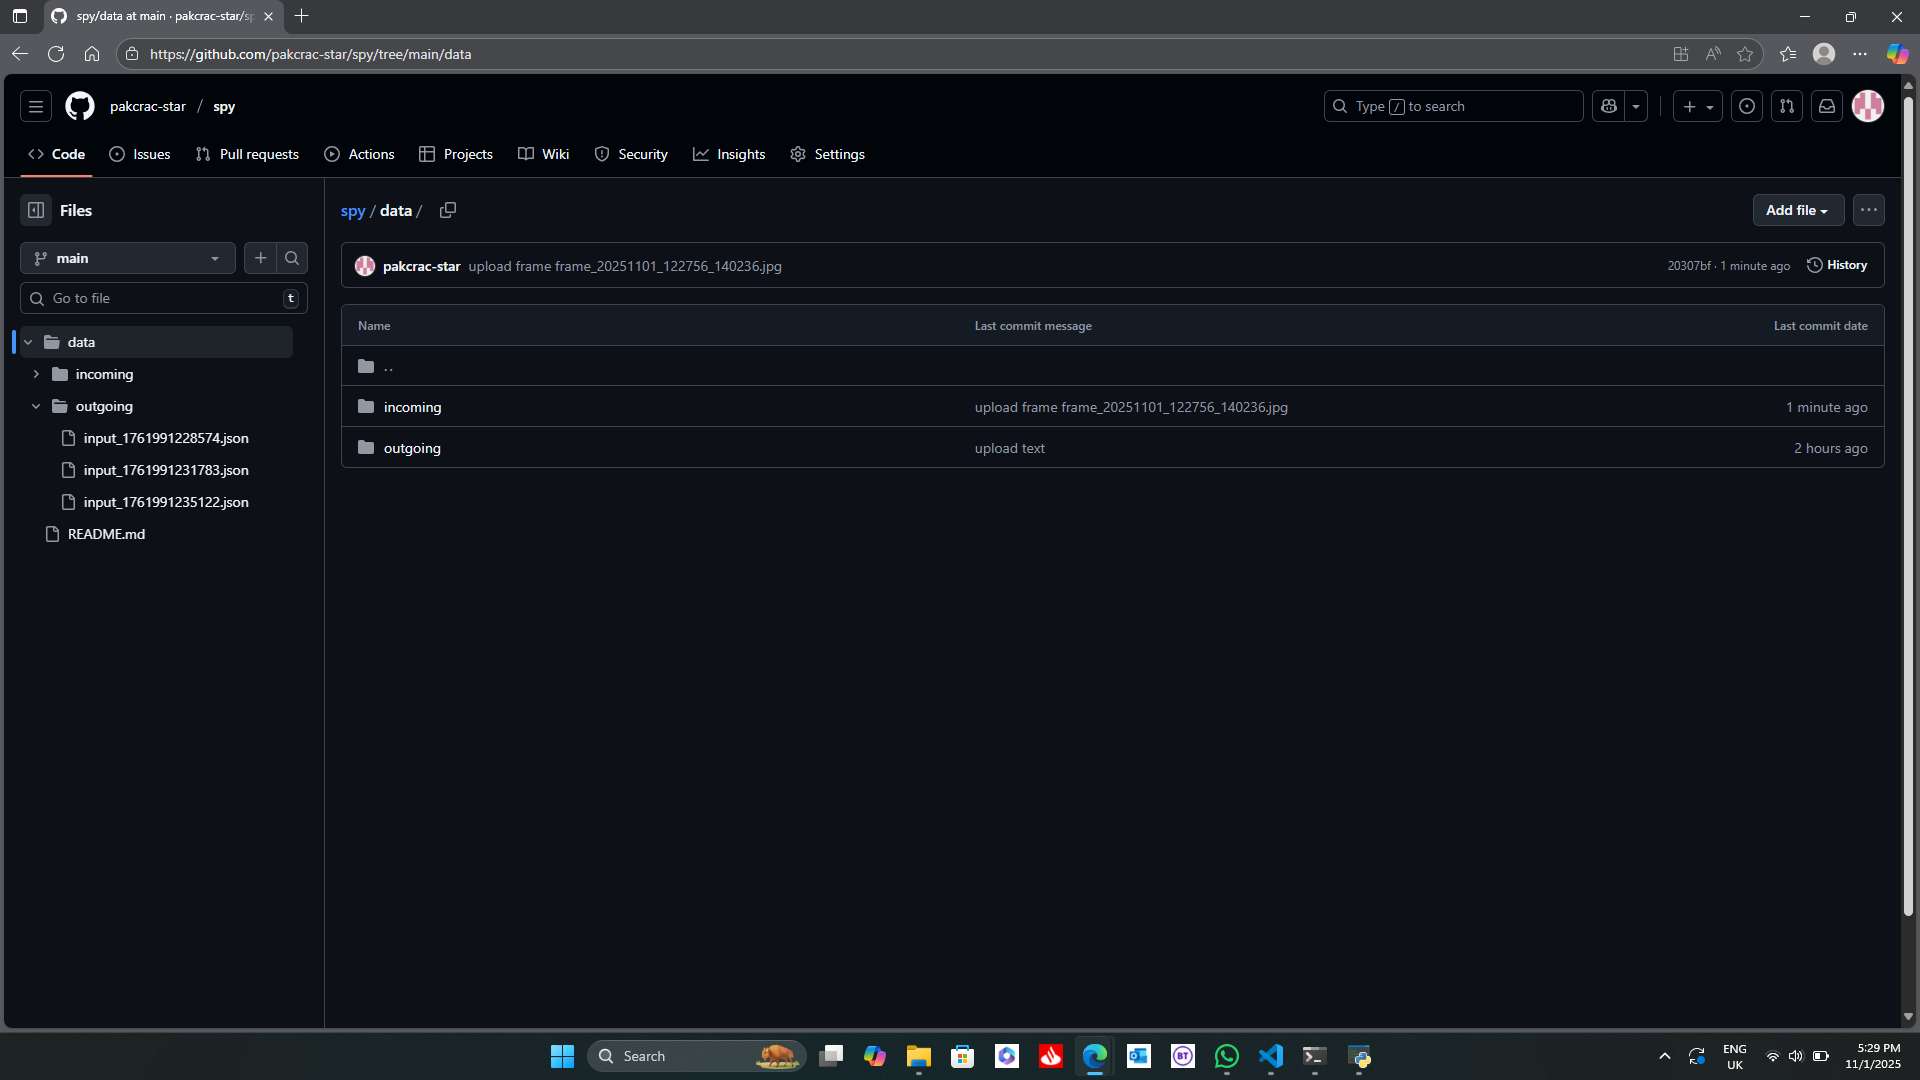 spy/data at main · pakcrac-star/sp
https://github.com/pakcrac-star/spy/tree/main/data
pakcrac-star / spy
Type / to search
Code
Issues
Pull requests
Actions
Projects
Wiki
Security
Insights
Settings
Files
main
Go to file
t
data
incoming
outgoing
input_1761991228574.json
input_1761991231783.json
input_1761991235122.json
README.md
spy / data /
Add file
pakcrac-star upload frame frame_20251101_122756_140236.jpg
20307bf · 1 minute ago
History
Name Last commit message Last commit date
..
incoming upload frame frame_20251101_122756_140236.jpg 1 minute ago
outgoing upload text 2 hours ago
Search
BT
ENG
UK
5:29 PM
11/1/2025